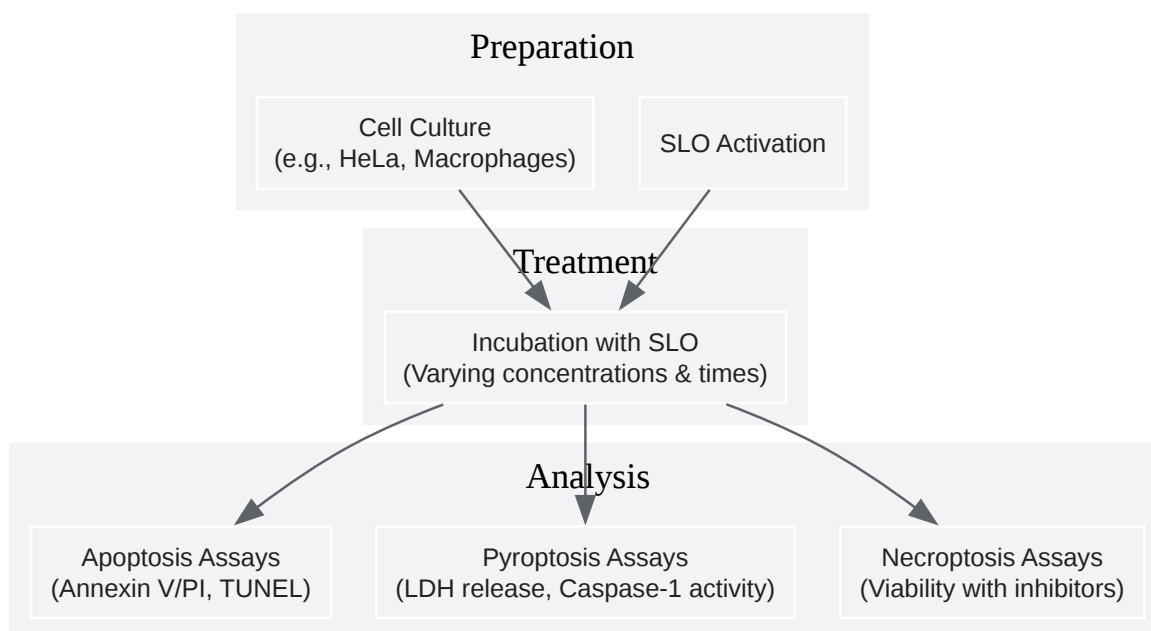 Preparation
Cell Culture
(e.g., HeLa, Macrophages)
SLO Activation
Treatment
Incubation with SLO
(Varying concentrations & times)
Analysis
Apoptosis Assays
(Annexin V/PI, TUNEL)
Pyroptosis Assays
(LDH release, Caspase-1 activity)
Necroptosis Assays
(Viability with inhibitors)